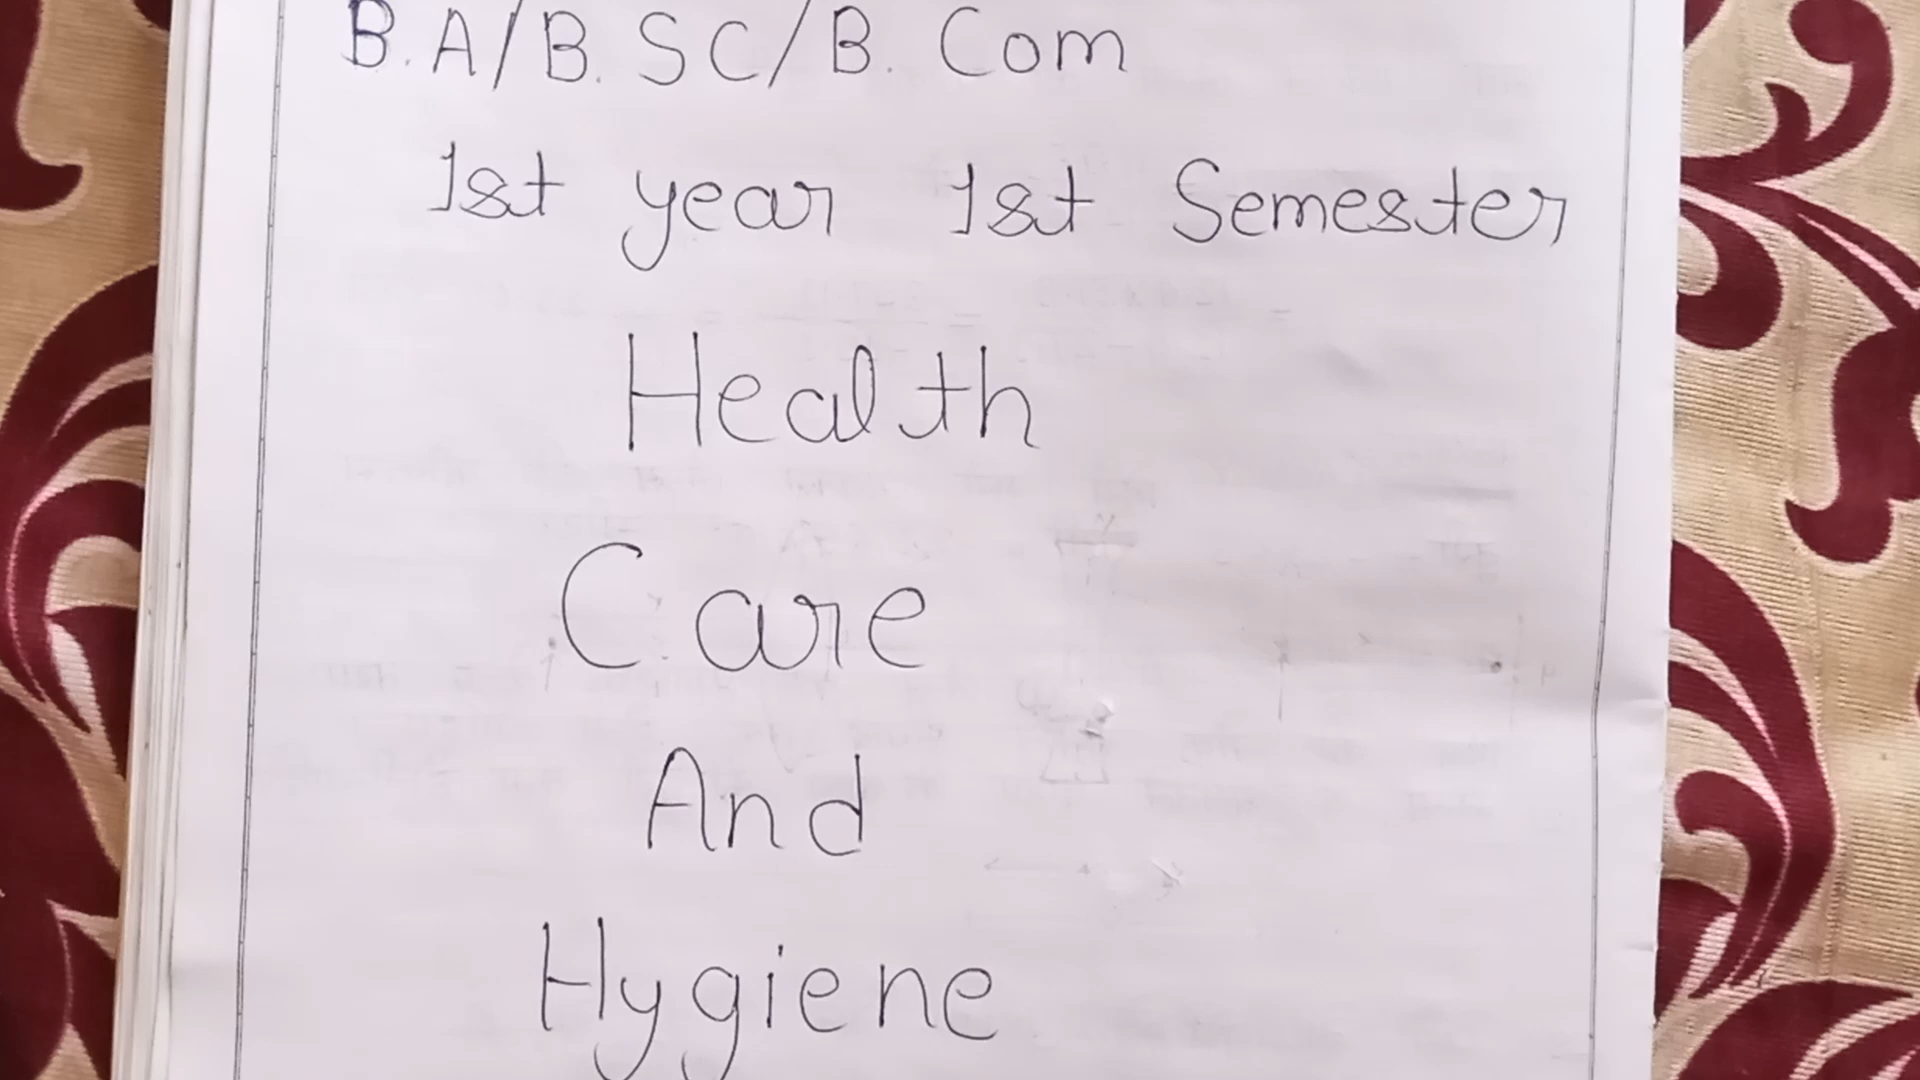 B.A/B.SC/B.Com
1st year 1st Semester
Health
Care
And
Hygiene